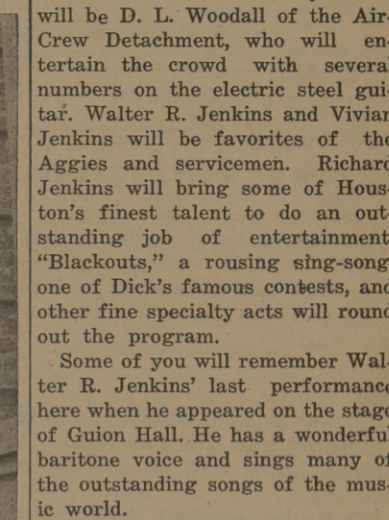 will be D. L. Woodall of the Air-
Crew Detachment, who will en-
tertain the crowd with severa
numbers on the electric steel gui-
tar. Walter R. Jenkins and Vivian
Jenkins will be favorites of the
Aggies and servicemen. Richard
Jenkins will bring some of Hous-
ton's finest talent to do an out-
standing job of entertainment
"Blackouts," a rousing sing-song
one of Dick's famous contests, and
other fine specialty acts will round
out the program.
Some of you will remember Wal-
ter R. Jenkins' last performance
here when he appeared on the stage
of Guion Hall. He has a wonderfu
baritone voice and sings many of
the outstanding songs of the mus-
ic world.